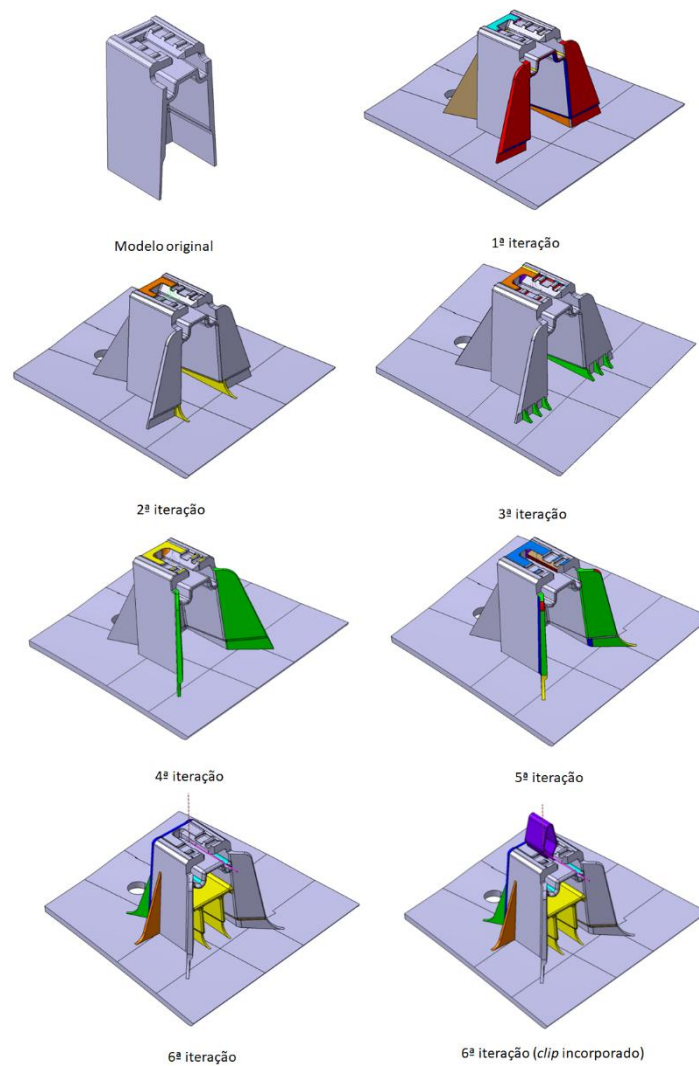 Modelo original
1ª iteração
2ª iteração
3ª iteração
4ª iteração
5ª iteração
6ª iteração
6ª iteração (clip incorporado)